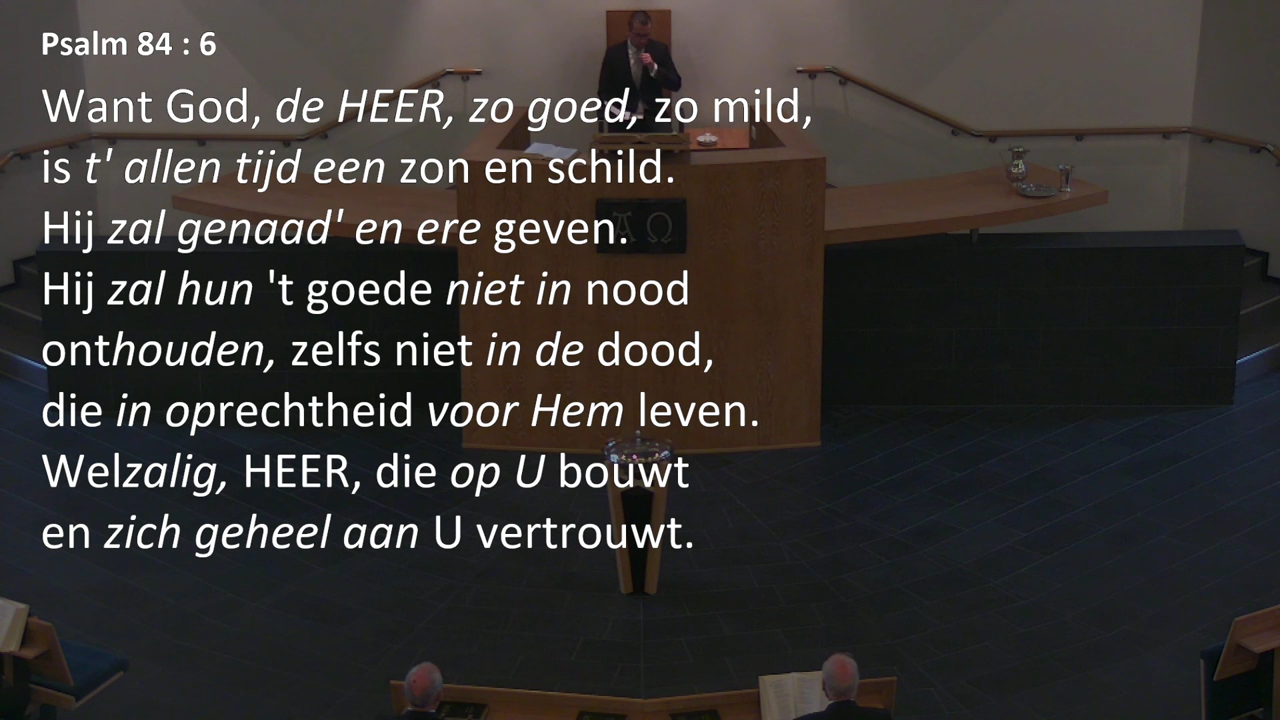 Psalm 84 : 6
Want God, de HEER, zo goed, zo mild,
is t' allen tijd een zon en schild.
Hij zal genaad' en ere geven.
Hij zal hun 't goede niet in nood
onthouden, zelfs niet in de dood,
die in oprechtheid voor Hem leven.
Welzalig, HEER, die op U bouwt
en zich geheel aan U vertrouwt.
Α Ω